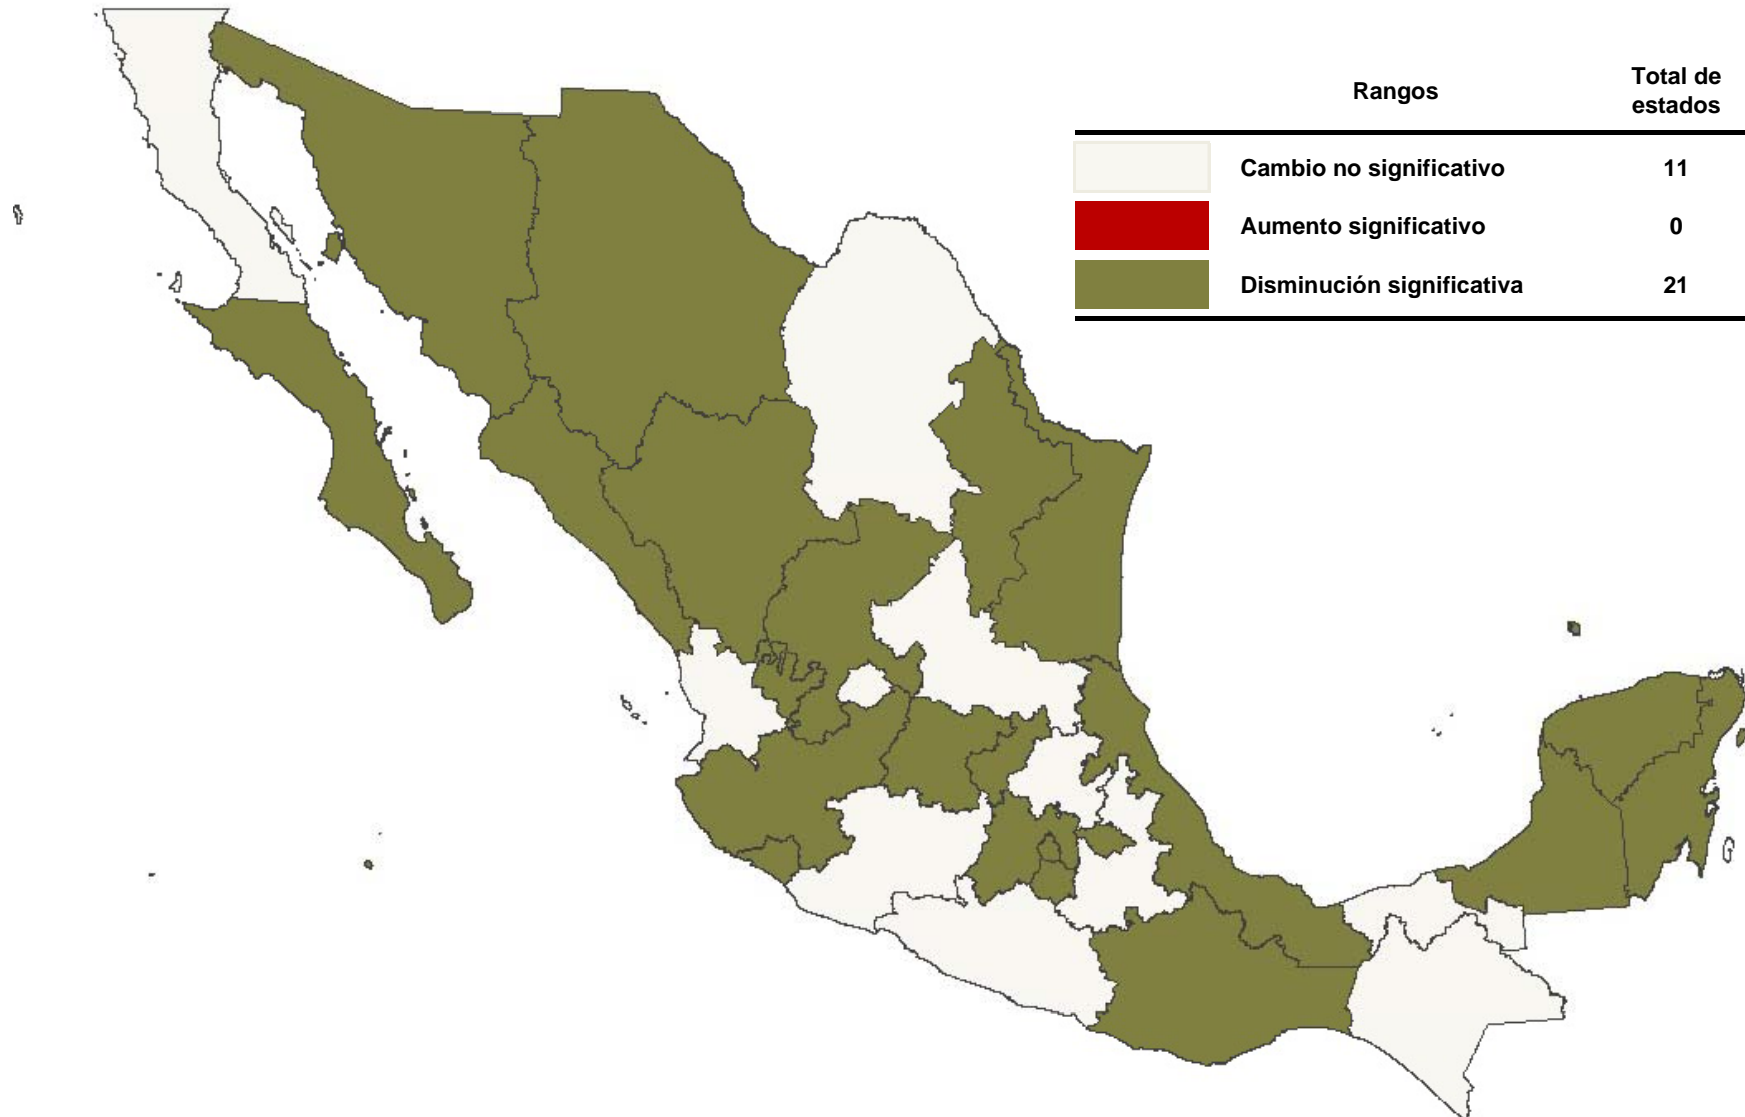 Rangos Total de
estados
Cambio no significativo 11
Aumento significativo 0
Disminución significativa 21